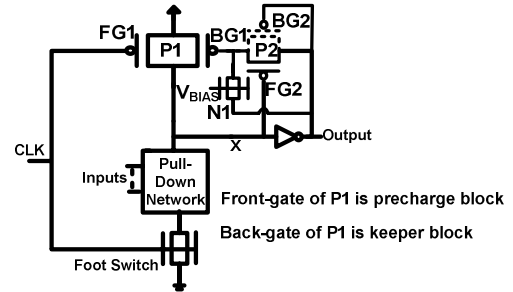 FG1
P1
BG1
BG2
P2
FG2
V_BIAS
N1
X
Output
CLK
Inputs
Pull-
Down
Network
Foot Switch
Front-gate of P1 is precharge block
Back-gate of P1 is keeper block